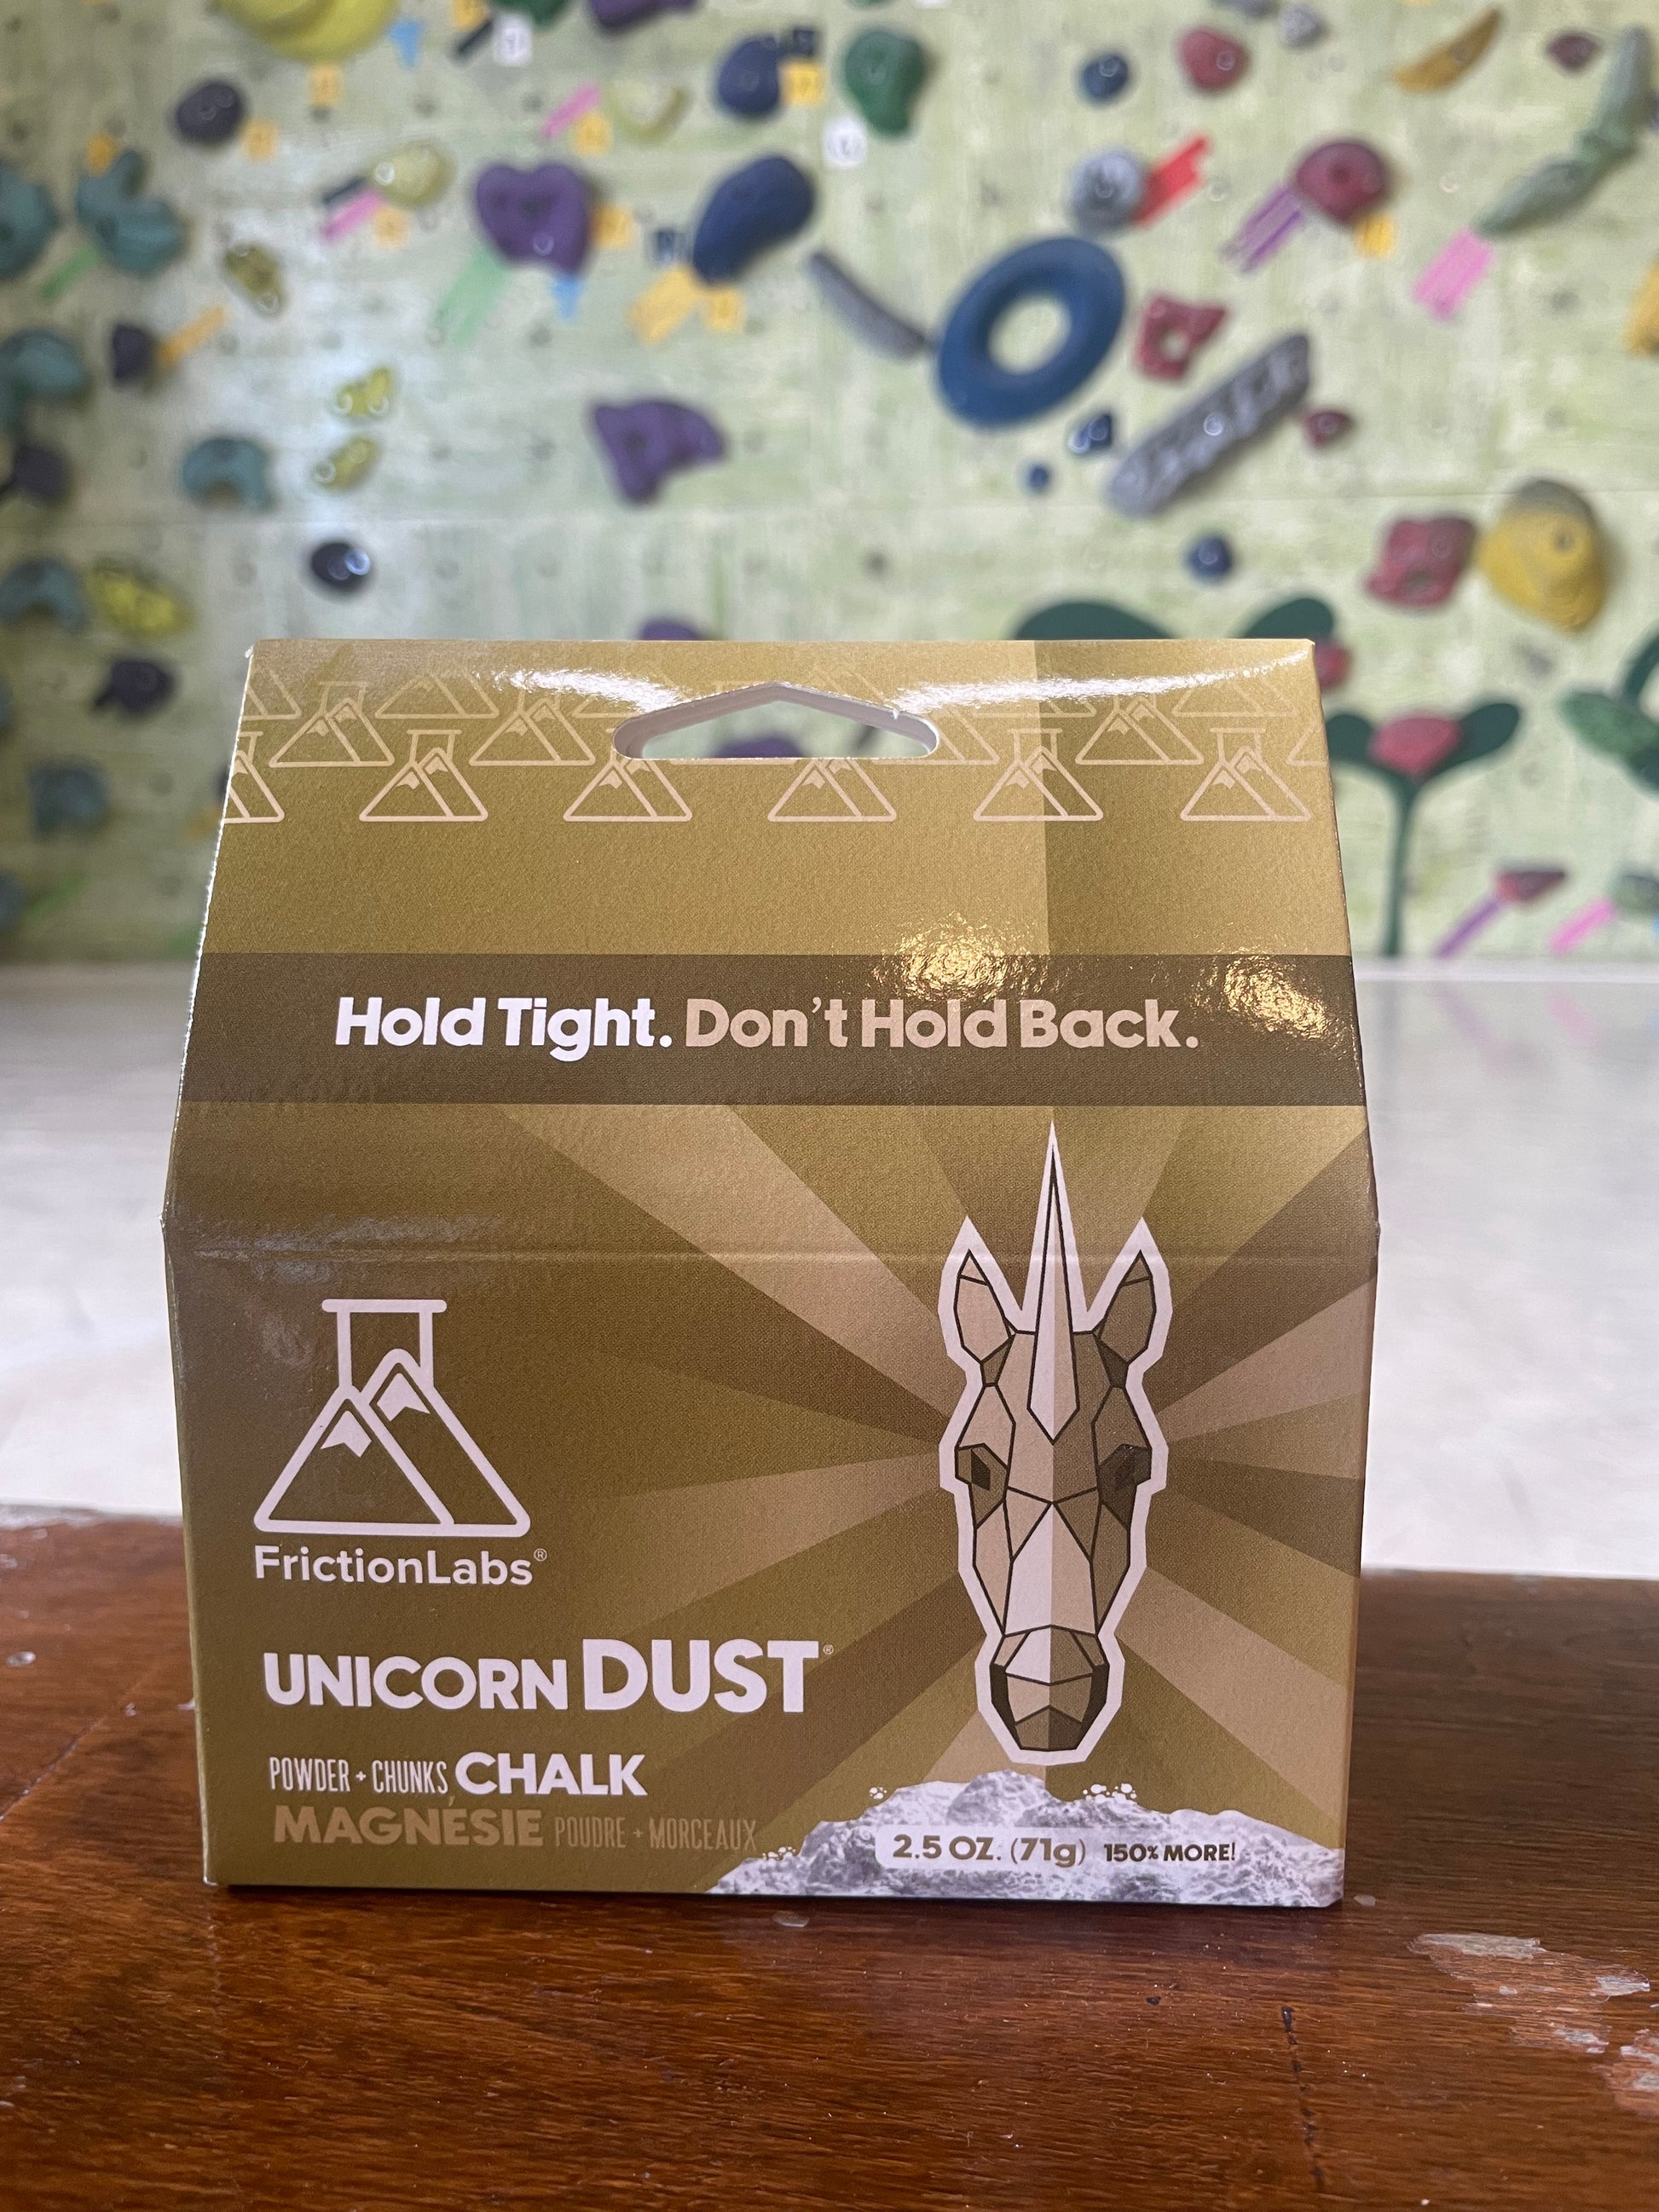 Hold Tight. Don't Hold Back.
FrictionLabs®
UNICORN DUST®
POWDER + CHUNKS CHALK
MAGNÉSIE POUDRE + MORCEAUX
2.5 OZ. (71g) 150% MORE!